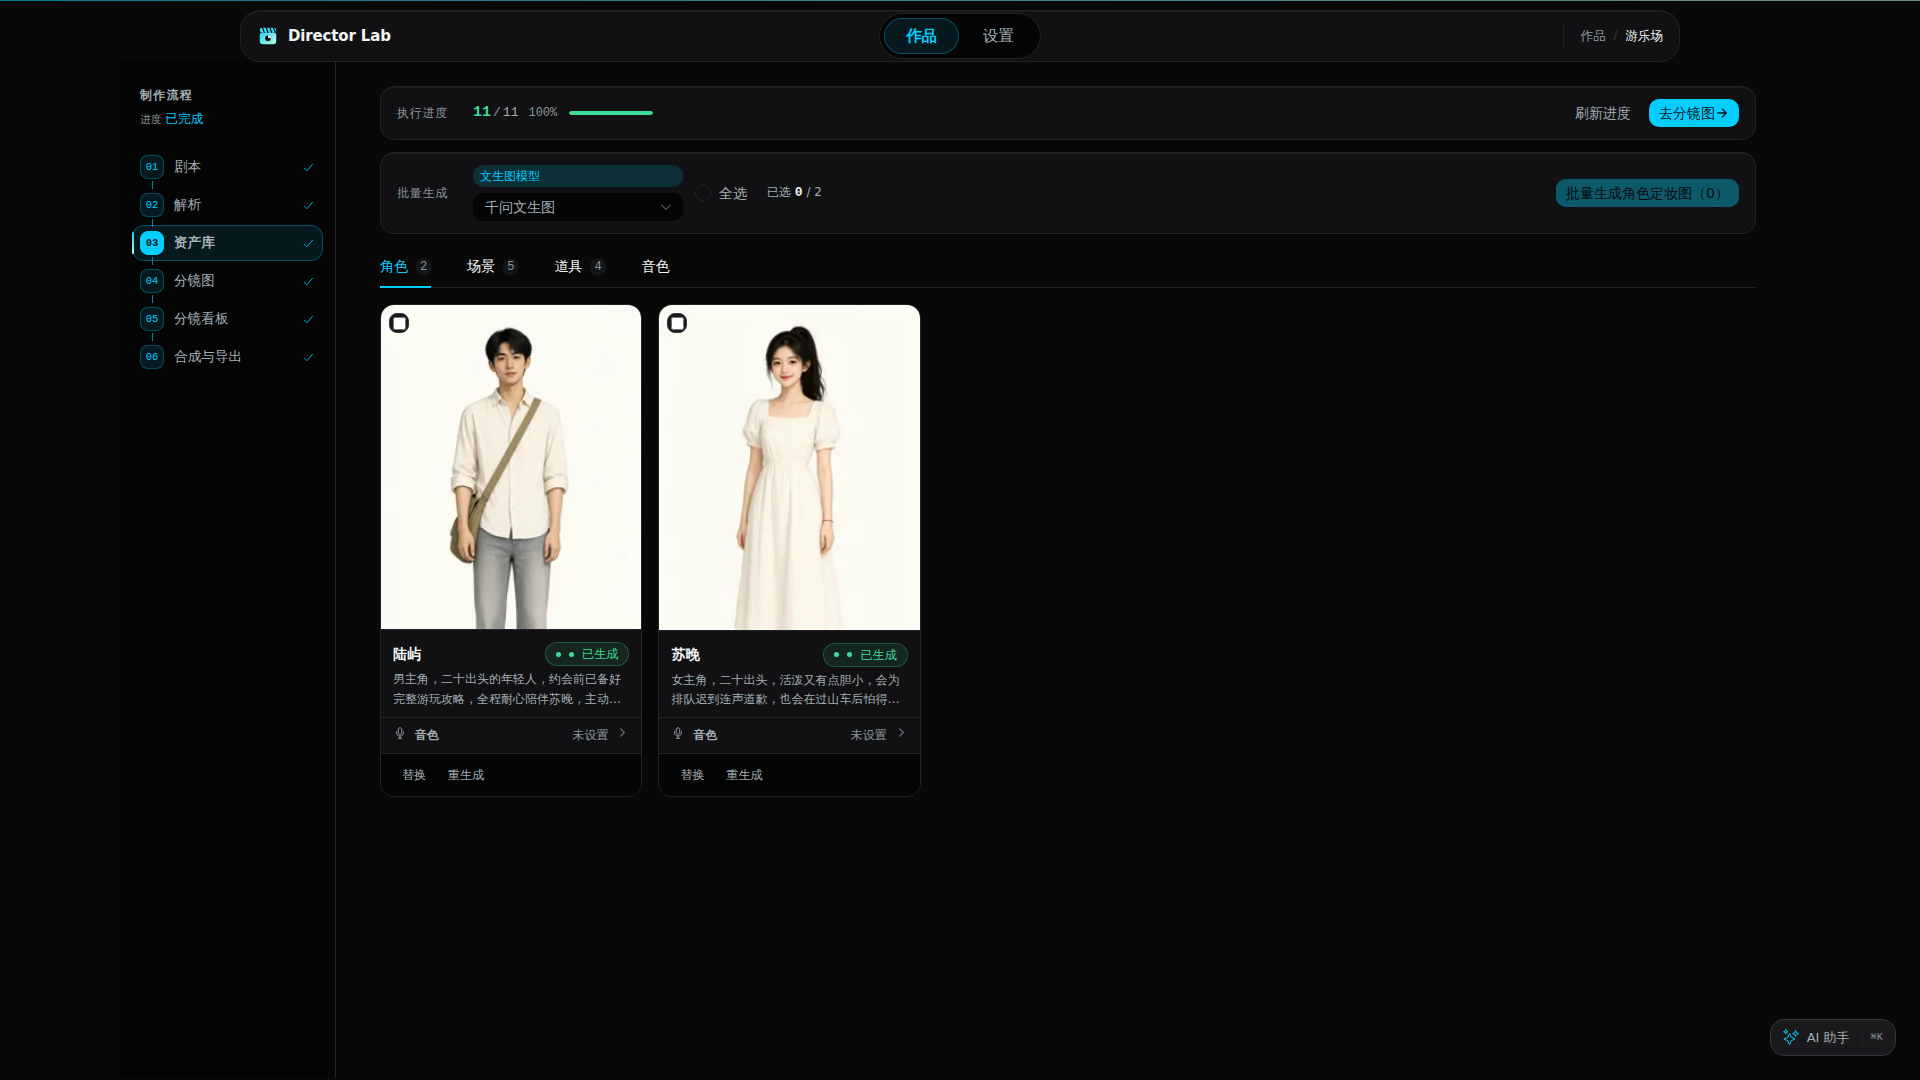 Director Lab
作品
设置
作品 / 游乐场
制作流程
进度 已完成
01 剧本
02 解析
03 资产库
04 分镜图
05 分镜看板
06 合成与导出
执行进度 11/11 100%
刷新进度
去分镜图→
批量生成
文生图模型
千问文生图
全选
已选 0 / 2
批量生成角色定妆图（0）
角色 2
场景 5
道具 4
音色
陆屿
已生成
男主角，二十出头的年轻人，约会前已备好
完整游玩攻略，全程耐心陪伴苏晚，主动…
音色
未设置
替换
重生成
苏晚
已生成
女主角，二十出头，活泼又有点胆小，会为
排队迟到连声道歉，也会在过山车后怕得…
音色
未设置
替换
重生成
AI 助手 ⌘K